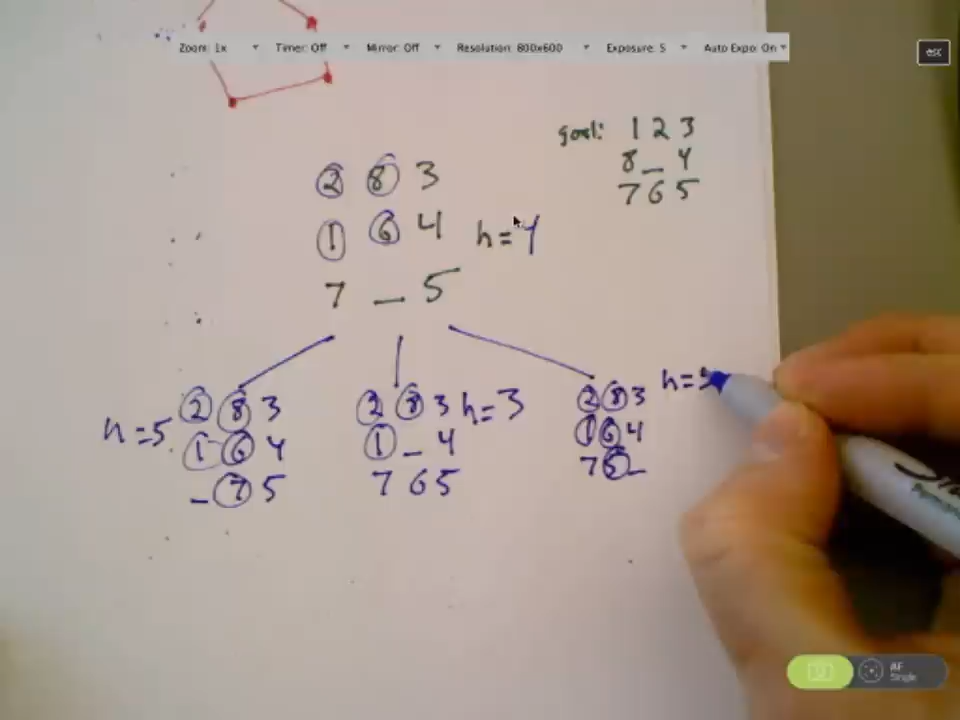 Zoom: 1x Timer: Off Mirror: Off Resolution: 800x600 Exposure: 5 Auto Expo: On
esc
goal: 1 2 3
8 _ 4
7 6 5
2 8 3
1 6 4 h=4
7 _ 5
n=5 2 8 3
1 6 4
_ 7 5
2 8 3 h=3
1 _ 4
7 6 5
2 8 3 h=5
1 6 4
7 5 _
AF
Single